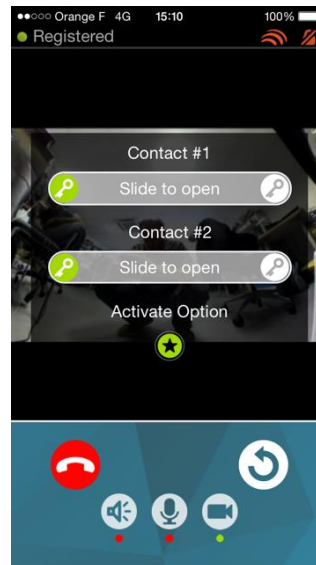 ●●○○○ Orange F 4G 15:10 100%
Registered
Contact #1
Slide to open
Contact #2
Slide to open
Activate Option